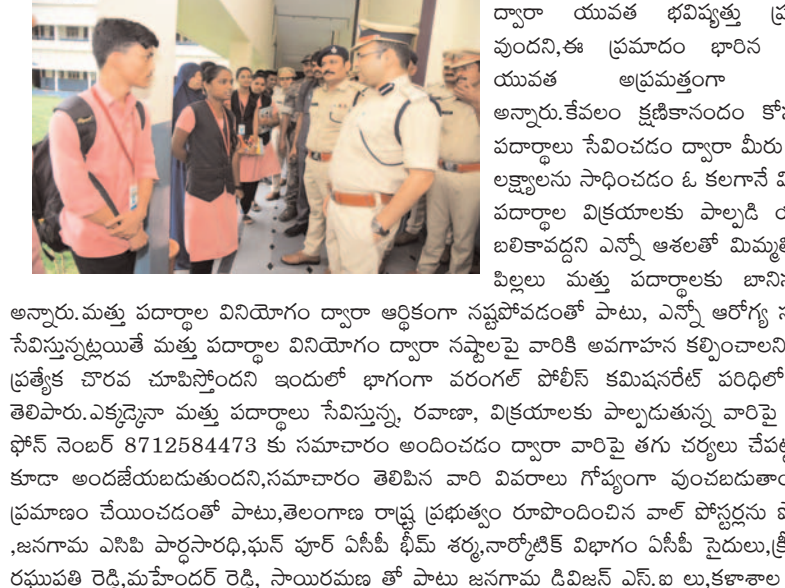 ద్వారా యువత భవిష్యత్తు
వుందని,ఈ ప్రమాదం భారిన
యువత అప్రమత్తంగా
అన్నారు.కేవలం క్షణికానందం
పదార్థాలు సేవించడం ద్వారా మీరు
లక్ష్యాలను సాధించడం ఓ కలగానే
పదార్థాల విక్రయాలకు పాల్పడి
బలికావద్దని ఎన్నో ఆశలతో
పిల్లలు మత్తు పదార్థాలకు
అన్నారు.మత్తు పదార్థాల వినియోగం ద్వారా ఆర్థికంగా నష్టపోవడంతో పాటు, ఎన్నో ఆరోగ్య
సేవిస్తున్నట్లయితే మత్తు పదార్థాల వినియోగం ద్వారా నష్టాలపై వారికి అవగాహన కల్పించాలని
ప్రత్యేక చొరవ చూపిస్తోందని ఇందులో భాగంగా వరంగల్ పోలీస్ కమిషనరేట్ పరిధిలో
తెలిపారు.ఎక్కడ్కెనా మత్తు పదార్థాలు సేవిస్తున్న, రవాణా, విక్రయాలకు పాల్పడుతున్న వారిపై
ఫోన్ నెంబర్ 8712584473 కు సమాచారం అందించడం ద్వారా వారిపై తగు చర్యలు
కూడా అందజేయబడుతుందని,సమాచారం తెలిపిన వారి వివరాలు గోప్యంగా
ప్రమాణం చేయించడంతో పాటు,తెలంగాణ రాష్ట్ర ప్రభుత్వం రూపొందించిన వాల్ పోస్టర్లను
,జనగామ ఎసిపి పార్థసారధి,ఘన్ పూర్ ఏసీపీ భీమ్ శర్మ,నార్కోటిక్ విభాగం ఏసీపీ సైదులు
రఘుపతి రెడ్డి,మహేందర్ రెడ్డి, సాయిరమణ తో పాటు జనగామ డివిజన్ ఎస్.ఐ లు,కళాశాల